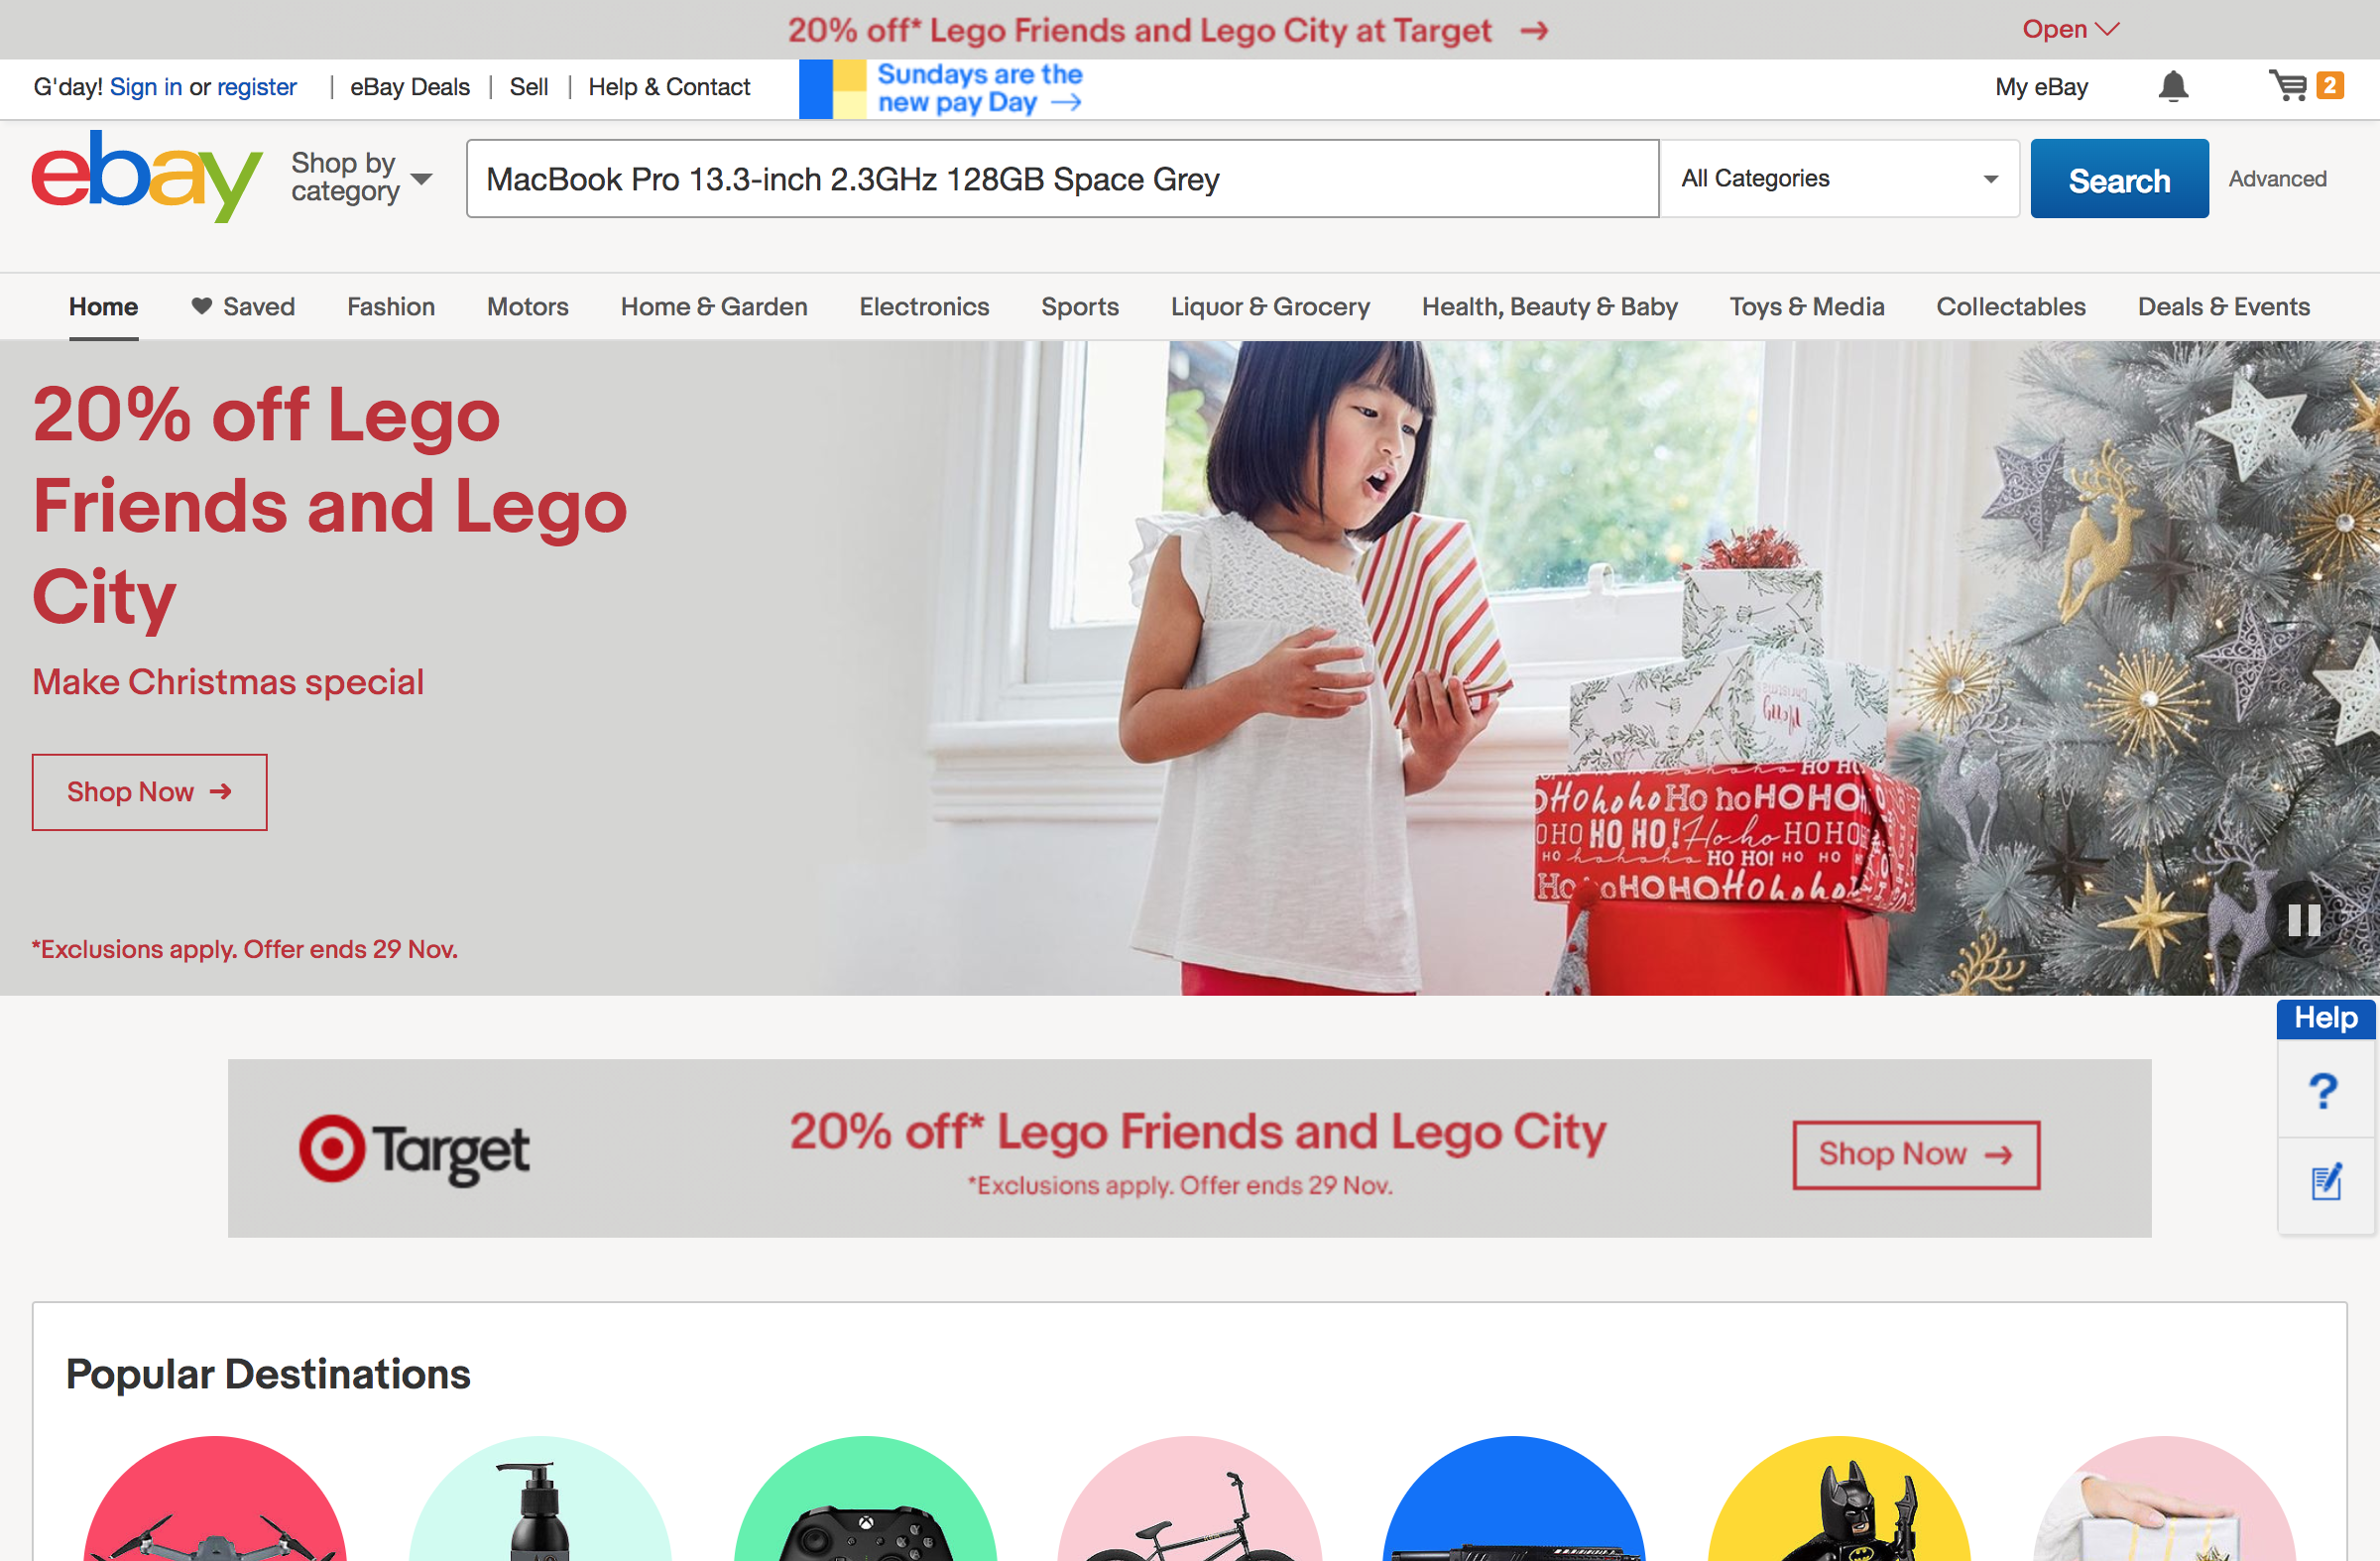 20% off* Lego Friends and Lego City at Target →
Open
G'day! Sign in or register | eBay Deals | Sell | Help & Contact
Sundays are the
new pay Day →
My eBay
2
ebay
Shop by
category
MacBook Pro 13.3-inch 2.3GHz 128GB Space Grey
All Categories
Search
Advanced
Home Saved Fashion Motors Home & Garden Electronics Sports Liquor & Grocery Health, Beauty & Baby Toys & Media Collectables Deals & Events
20% off Lego
Friends and Lego
City
Make Christmas special
Shop Now →
*Exclusions apply. Offer ends 29 Nov.
Merry
Christmas
HO HO
HohohoHo hoHOHO
OHO HO HO! Hoho HOHO
HO hohoho HO HO! HO HO
HOHOHohoho
Help
?
Target
20% off* Lego Friends and Lego City
*Exclusions apply. Offer ends 29 Nov.
Shop Now →
Popular Destinations